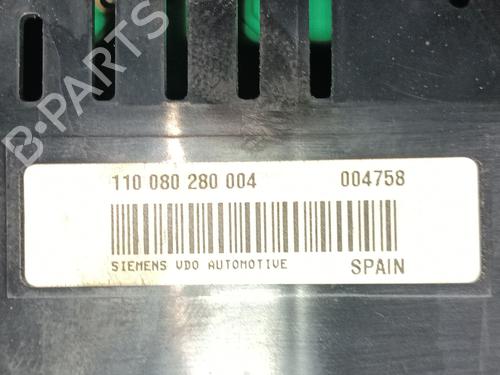 B-PARTS
110 080 280 004 004758
SIEMENS VDO AUTOMOTIVE SPAIN